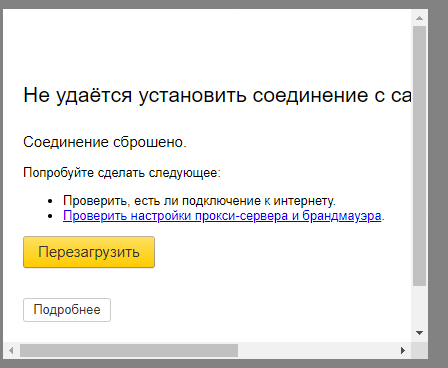 Не удаётся установить соединение с са
Соединение сброшено.
Попробуйте сделать следующее:
Проверить, есть ли подключение к интернету.
Проверить настройки прокси-сервера и брандмауэра.
Перезагрузить
Подробнее